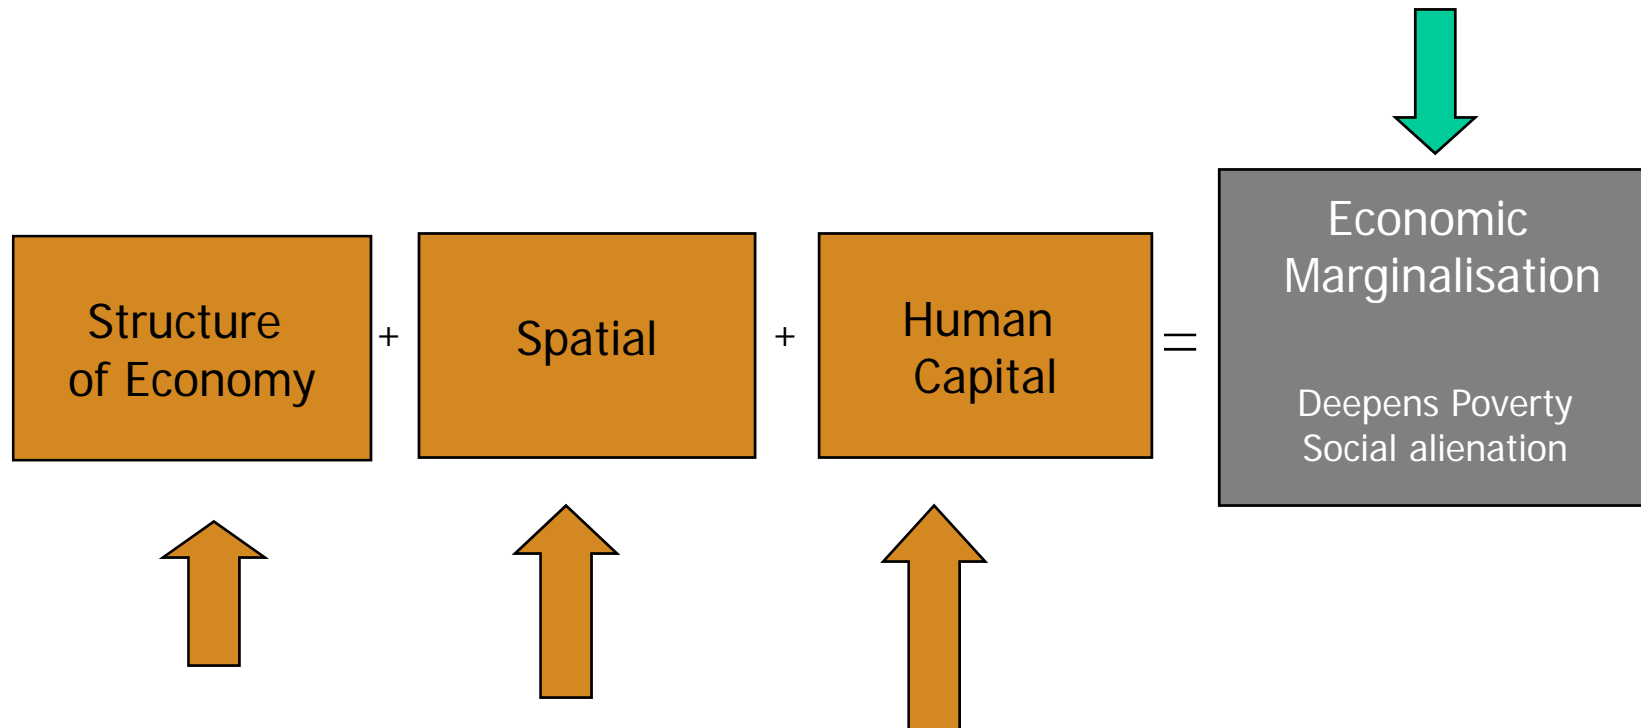 Structure
of Economy
+
Spatial
+
Human
Capital
=
Economic
Marginalisation
Deepens Poverty
Social alienation